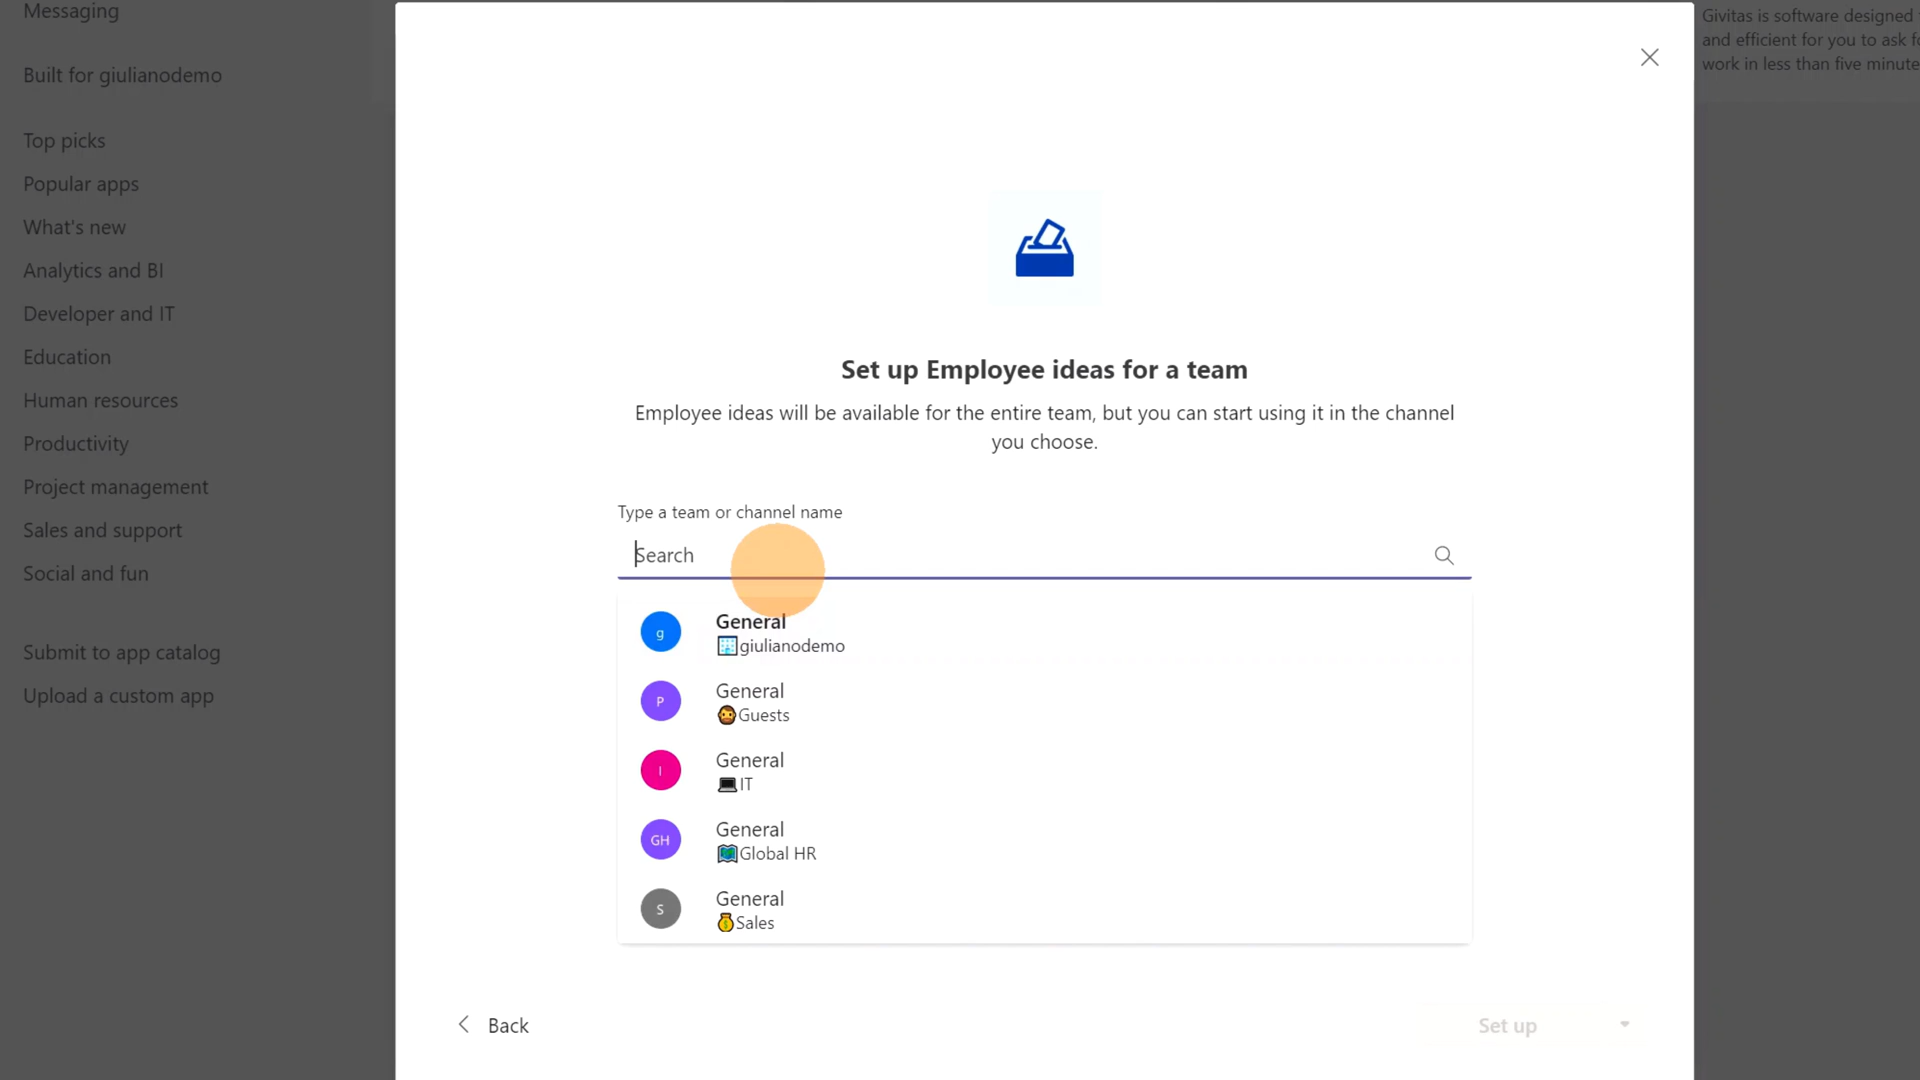 Messaging
Built for giulianodemo
Top picks
Popular apps
What's new
Analytics and BI
Developer and IT
Education
Human resources
Productivity
Project management
Sales and support
Social and fun
Submit to app catalog
Upload a custom app
Givitas is software designed
and efficient for you to ask
work in less than five minute
Set up Employee ideas for a team
Employee ideas will be available for the entire team, but you can start using it in the channel
you choose.
Type a team or channel name
Search
g
General
giulianodemo
P
General
Guests
I
General
IT
GH
General
Global HR
S
General
Sales
Back
Set up